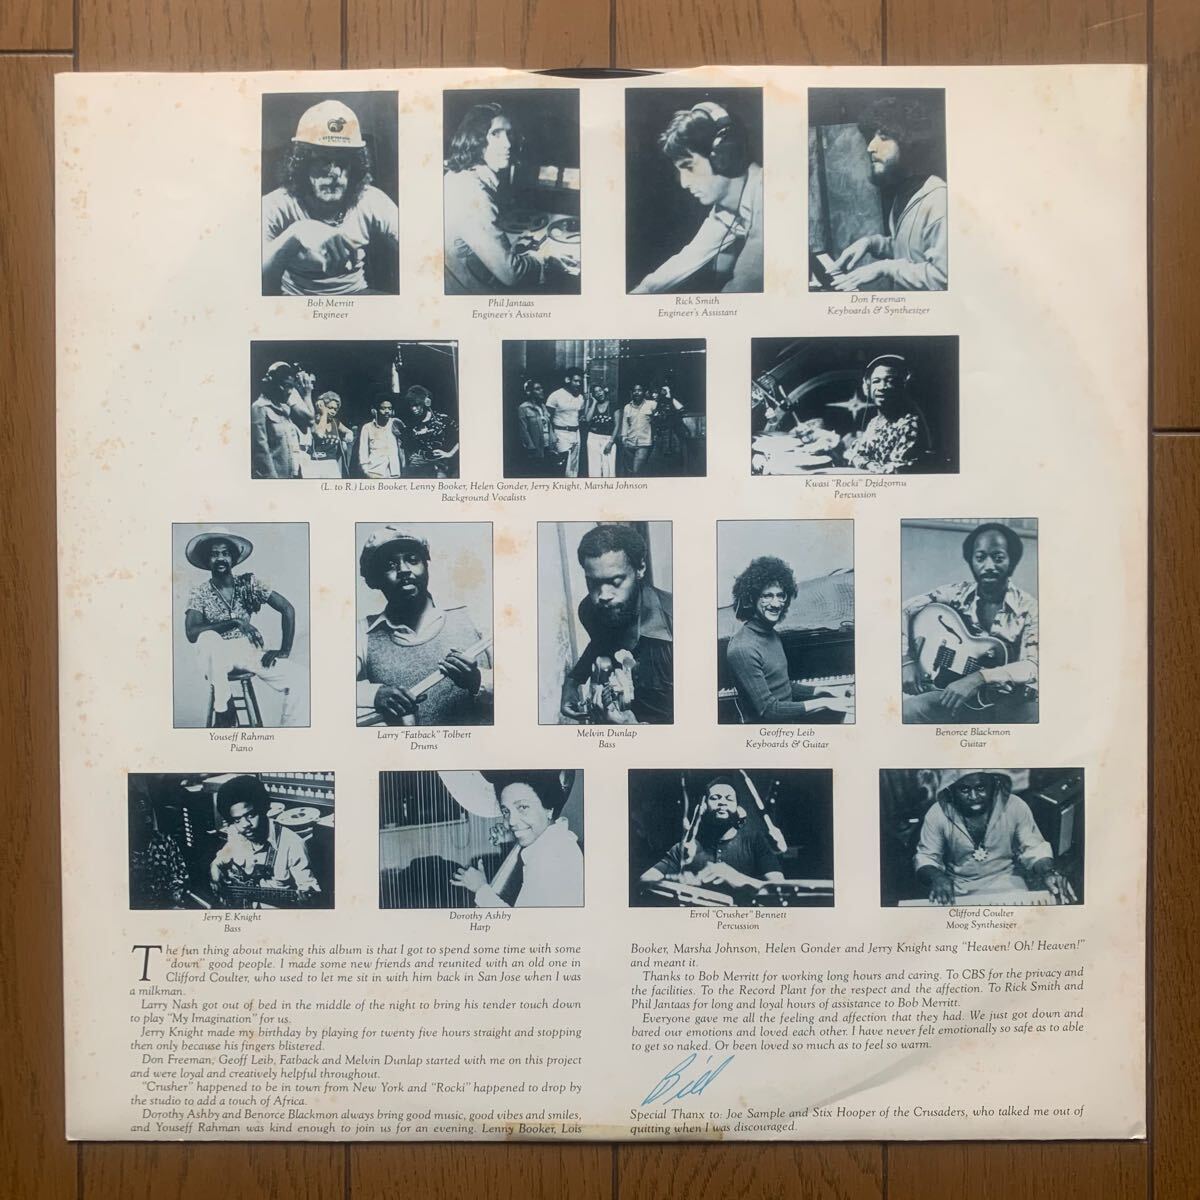 Bob Merritt
Engineer
Phil Jantaas
Engineer's Assistant
Rick Smith
Engineer's Assistant
Don Freeman
Keyboards & Synthesizer
(L. to R.) Lois Booker, Lenny Booker, Helen Gonder, Jerry Knight, Marsha Johnson
Background Vocalists
Kwasi "Rocki" Dzidzornu
Percussion
Youseff Rahman
Piano
Larry "Fatback" Tolbert
Drums
Melvin Dunlap
Bass
Geoffrey Leib
Keyboards & Guitar
Benorce Blackmon
Guitar
Jerry E. Knight
Bass
Dorothy Ashby
Harp
Errol "Crusher" Bennett
Percussion
Clifford Coulter
Moog Synthesizer
The fun thing about making this album is that I got to spend some time with some
"down" good people. I made some new friends and reunited with an old one in
Clifford Coulter, who used to let me sit in with him back in San Jose when I was
a milkman.
Larry Nash got out of bed in the middle of the night to bring his tender touch down
to play "My Imagination" for us.
Jerry Knight made my birthday by playing for twenty five hours straight and stopping
then only because his fingers blistered.
Don Freeman, Geoff Leib, Fatback and Melvin Dunlap started with me on this project
and were loyal and creatively helpful throughout.
"Crusher" happened to be in town from New York and "Rocki" happened to drop by
the studio to add a touch of Africa.
Dorothy Ashby and Benorce Blackmon always bring good music, good vibes and smiles,
and Youseff Rahman was kind enough to join us for an evening. Lenny Booker, Lois
Booker, Marsha Johnson, Helen Gonder and Jerry Knight sang "Heaven! Oh! Heaven!"
and meant it.
Thanks to Bob Merritt for working long hours and caring. To CBS for the privacy and
the facilities. To the Record Plant for the respect and the affection. To Rick Smith and
Phil Jantaas for long and loyal hours of assistance to Bob Merritt.
Everyone gave me all the feeling and affection that they had. We just got down and
bared our emotions and loved each other. I have never felt emotionally so safe as to able
to get so naked. Or been loved so much as to feel so warm.
Bill
Special Thanx to: Joe Sample and Stix Hooper of the Crusaders, who talked me out of
quitting when I was discouraged.